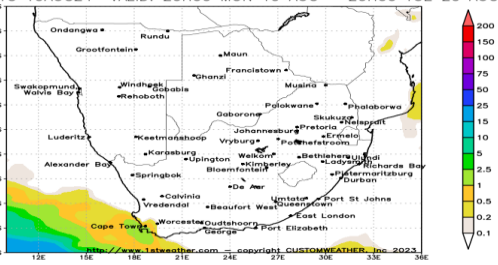 Ondangwa
Rundu
Grootfontein
Maun
Francistown
Ghanzi
Swakopmund
Walvis Bay
Windhoek
Gobabis
Rehoboth
Musina
Polokwane
Phalaborwa
Gaborone
Skukuza
Nelspruit
Pretoria
Johannesburg
Ermelo
Potchefstroom
Luderitz
Keetmanshoop
Vryburg
Karasburg
Alexander Bay
Upington
Welkom
Bethlehem
Ulundi
Ladysmith
Kimberley
Richards Bay
Bloemfontein
Springbok
Pietermaritzburg
Durban
De Aar
Calvinia
Vredendal
Umtata
Port St Johns
Queenstown
Beaufort West
East London
Worcester
Oudtshoorn
Cape Town
George
Port Elizabeth
http://www.1stweather.com – copyright CUSTOMWEATHER, Inc 2023
12E 15E 18E 21E 24E 27E 30E 33E 36E
200
150
100
75
50
25
15
10
5
2.5
1
0.5
0.2
0.1